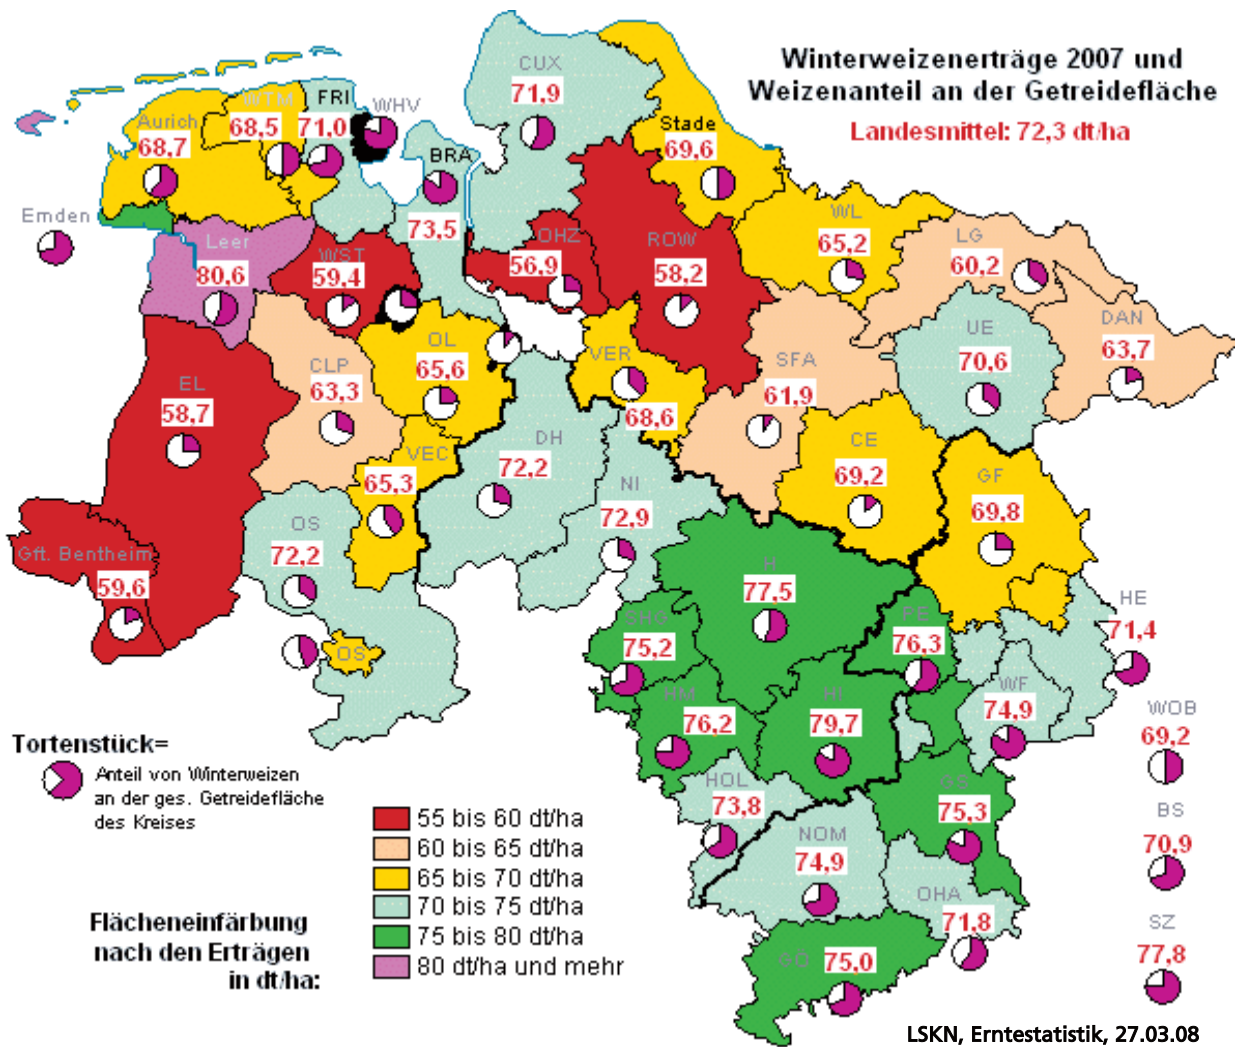 Winterweizenerträge 2007 und
Weizenanteil an der Getreidefläche
Landesmittel: 72,3 dt/ha
CUX
71,9
WTM
68,5
FRI
71,0
WHV
Aurich
68,7
Stade
69,6
BRA
73,5
Emden
Leer
80,6
WST
59,4
OHZ
56,9
ROW
58,2
WL
65,2
LG
60,2
DAN
63,7
UE
70,6
EL
58,7
CLP
63,3
OL
65,6
VER
68,6
SFA
61,9
CE
69,2
GF
69,8
VEC
65,3
DH
72,2
NI
72,9
OS
72,2
Gft. Bentheim
59,6
OS
H
77,5
SHG
75,2
PE
76,3
HE
71,4
HM
76,2
HI
79,7
WF
74,9
WOB
69,2
HOL
73,8
GS
75,3
BS
70,9
NOM
74,9
OHA
71,8
SZ
77,8
GÖ
75,0
Tortenstück=
Anteil von Winterweizen
an der ges. Getreidefläche
des Kreises
55 bis 60 dt/ha
60 bis 65 dt/ha
65 bis 70 dt/ha
70 bis 75 dt/ha
75 bis 80 dt/ha
80 dt/ha und mehr
Flächeneinfärbung
nach den Erträgen
in dt/ha:
LSKN, Erntestatistik, 27.03.08